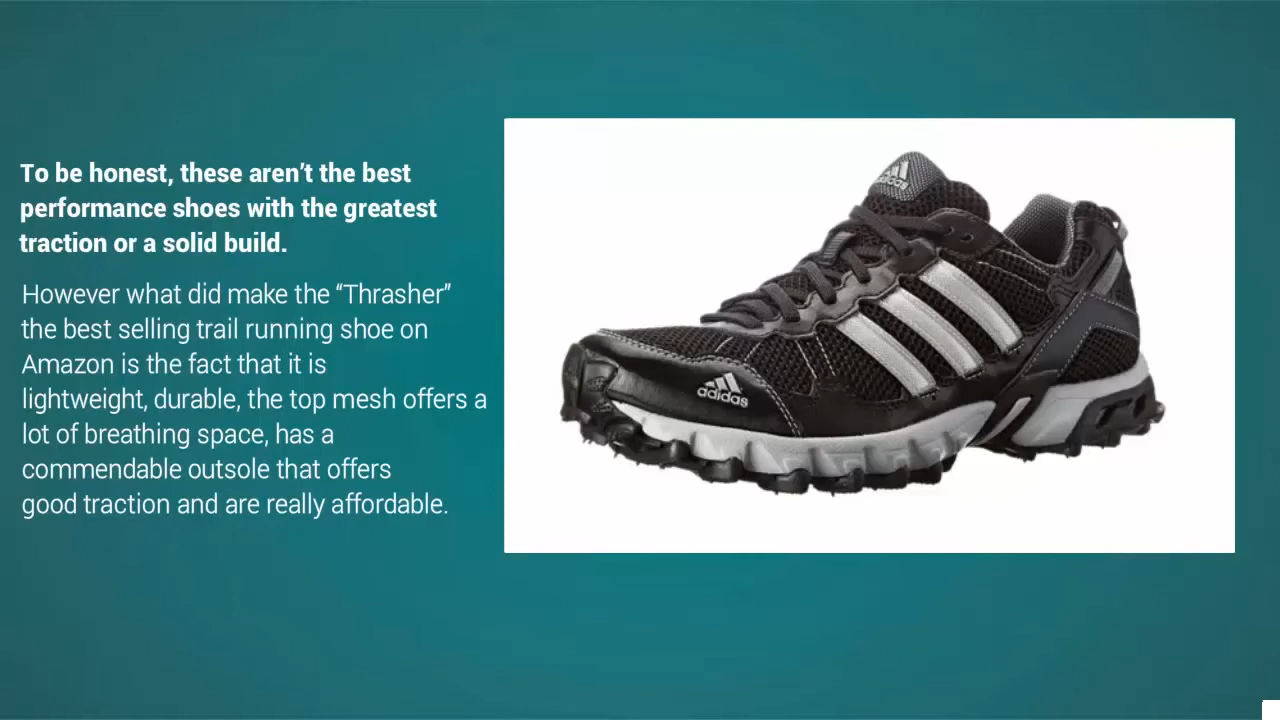 To be honest, these aren’t the best
performance shoes with the greatest
traction or a solid build.
However what did make the “Thrasher”
the best selling trail running shoe on
Amazon is the fact that it is
lightweight, durable, the top mesh offers a
lot of breathing space, has a
commendable outsole that offers
good traction and are really affordable.
adidas
adidas